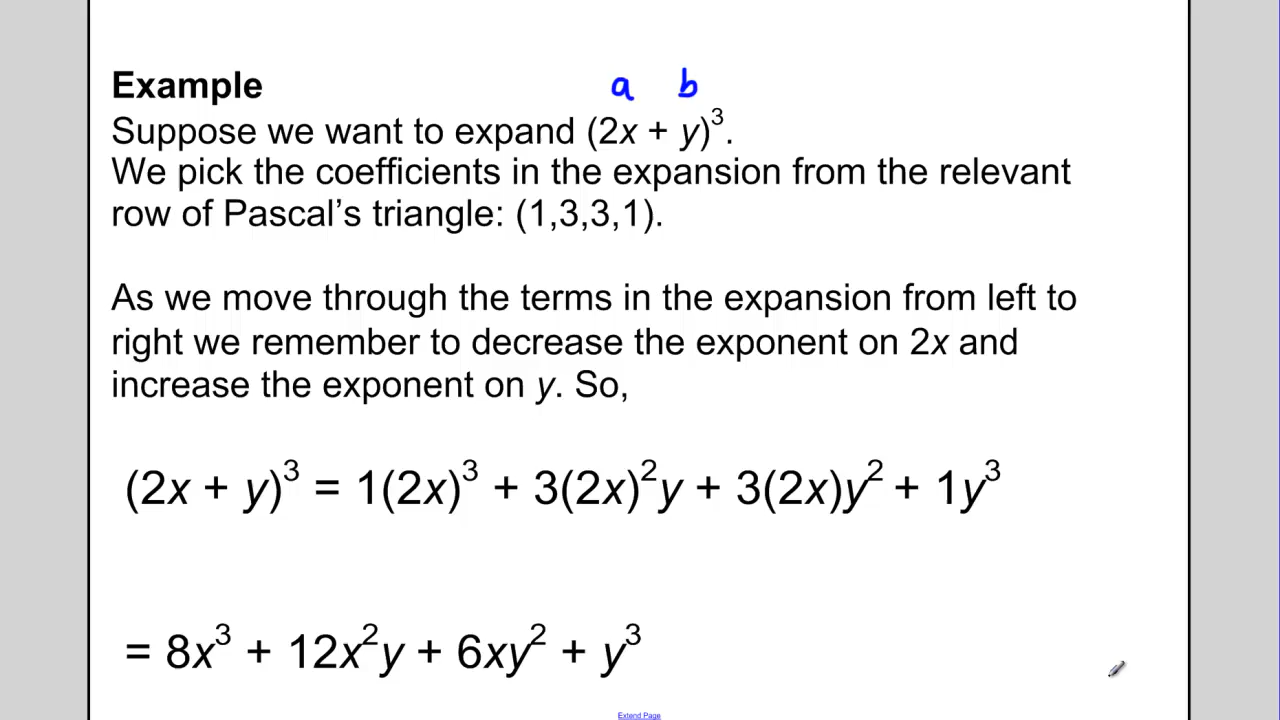 Example a b
Suppose we want to expand (2x + y)³.
We pick the coefficients in the expansion from the relevant
row of Pascal’s triangle: (1,3,3,1).
As we move through the terms in the expansion from left to
right we remember to decrease the exponent on 2x and
increase the exponent on y. So,
(2x + y)³ = 1(2x)³ + 3(2x)²y + 3(2x)y² + 1y³
= 8x³ + 12x²y + 6xy² + y³
Extend Page